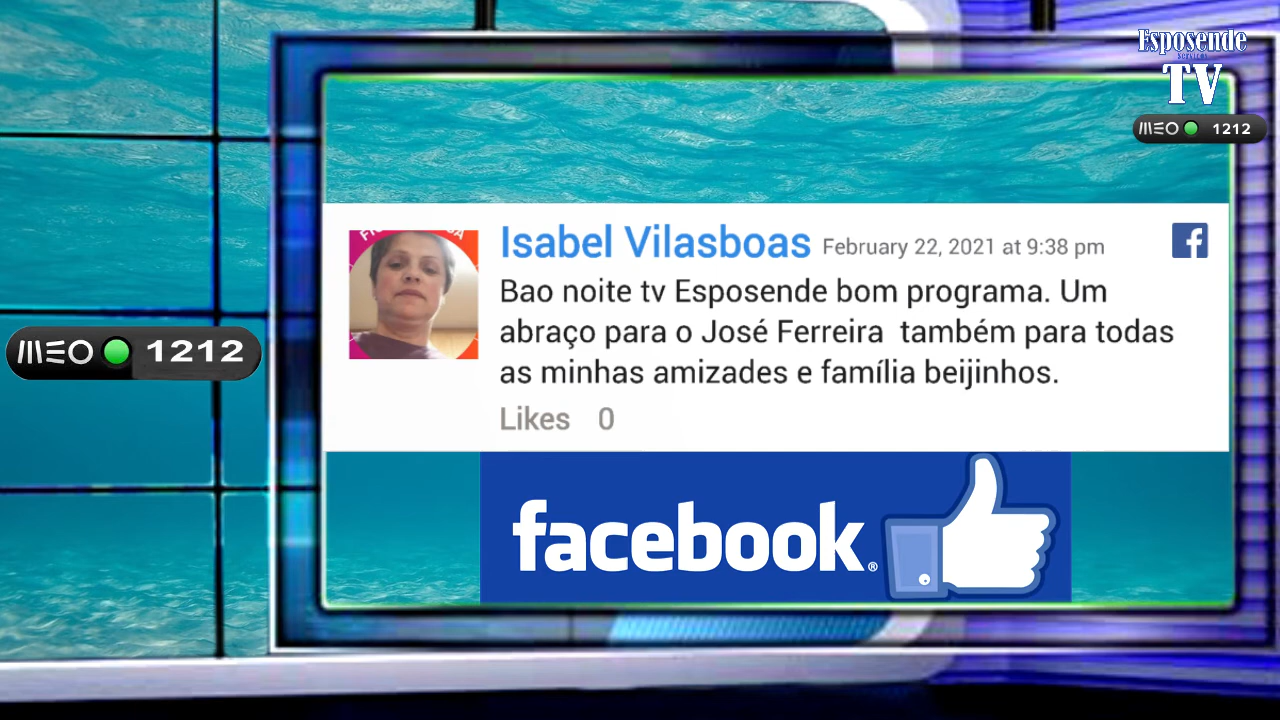 Esposende
Services
TV
MEO 1212
Isabel Vilasboas February 22, 2021 at 9:38 pm
Bao noite tv Esposende bom programa. Um
abraço para o José Ferreira também para todas
as minhas amizades e família beijinhos.
Likes 0
MEO 1212
facebook®